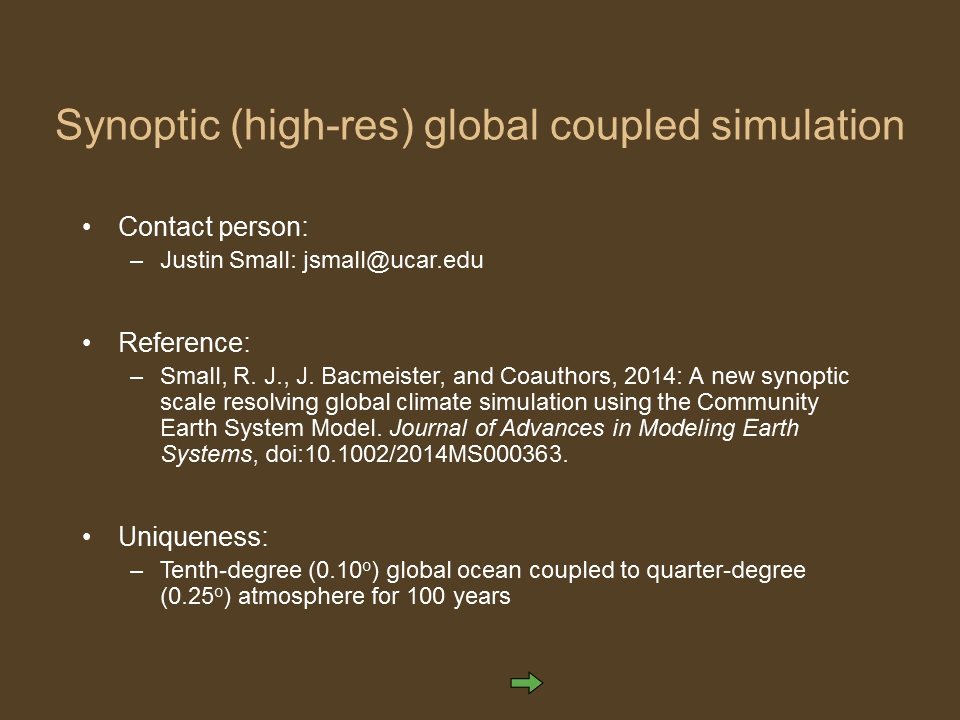 Synoptic (high-res) global coupled simulation
• Contact person:
– Justin Small: jsmall@ucar.edu
• Reference:
– Small, R. J., J. Bacmeister, and Coauthors, 2014: A new synoptic
scale resolving global climate simulation using the Community
Earth System Model. Journal of Advances in Modeling Earth
Systems, doi:10.1002/2014MS000363.
• Uniqueness:
– Tenth-degree (0.10º) global ocean coupled to quarter-degree
(0.25º) atmosphere for 100 years